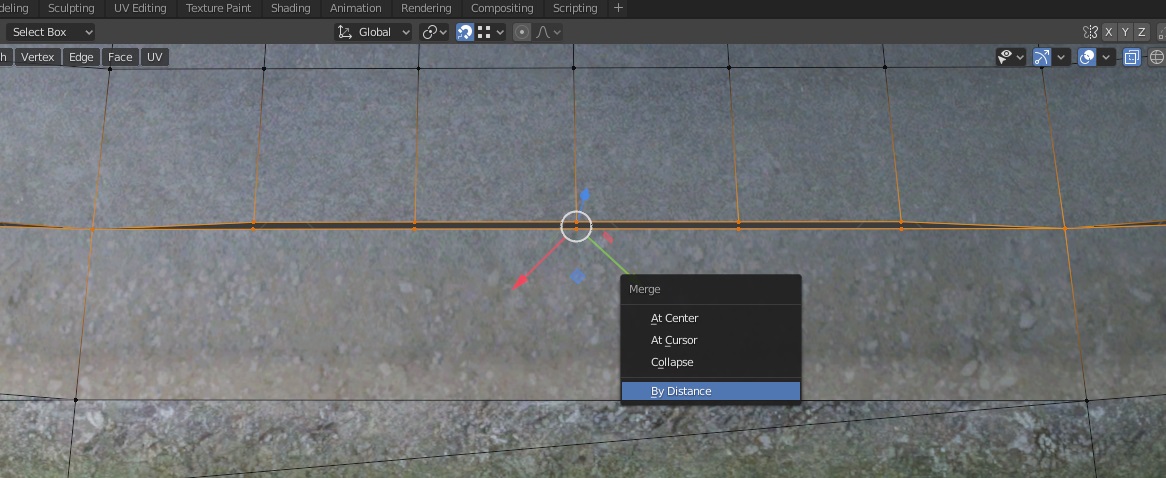 deling Sculpting UV Editing Texture Paint Shading Animation Rendering Compositing Scripting +
Select Box Global X Y Z
h Vertex Edge Face UV
Merge
At Center
At Cursor
Collapse
By Distance